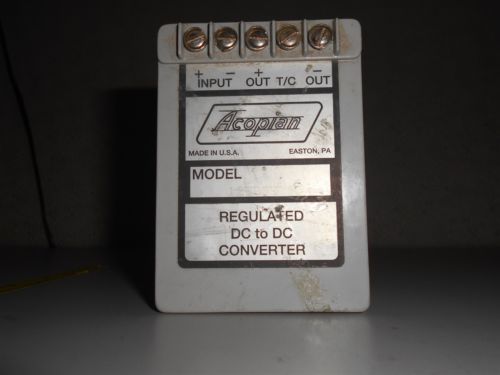 + - + -
INPUT OUT T/C OUT
Acopian
MADE IN U.S.A. EASTON, PA
MODEL
REGULATED
DC to DC
CONVERTER